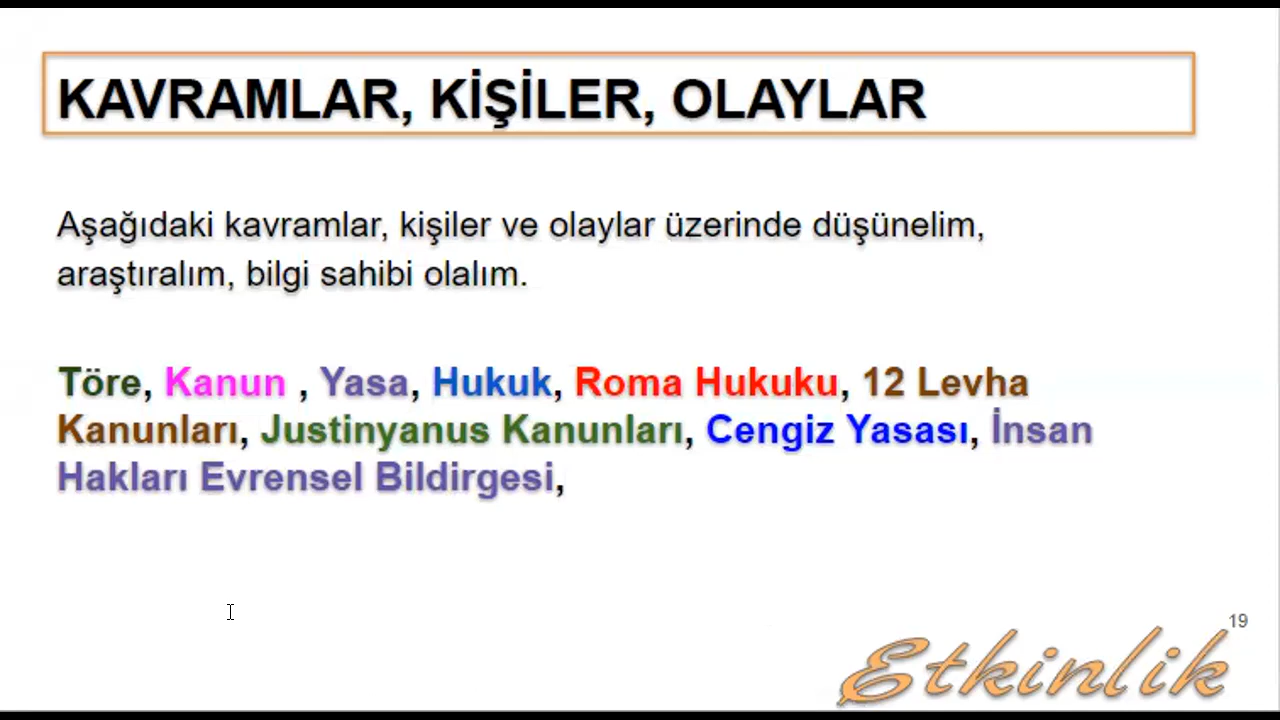 KAVRAMLAR, KİŞİLER, OLAYLAR
Aşağıdaki kavramlar, kişiler ve olaylar üzerinde düşünelim,
araştıralım, bilgi sahibi olalım.
Töre, Kanun , Yasa, Hukuk, Roma Hukuku, 12 Levha
Kanunları, Justinyanus Kanunları, Cengiz Yasası, İnsan
Hakları Evrensel Bildirgesi,
19
Etkinlik